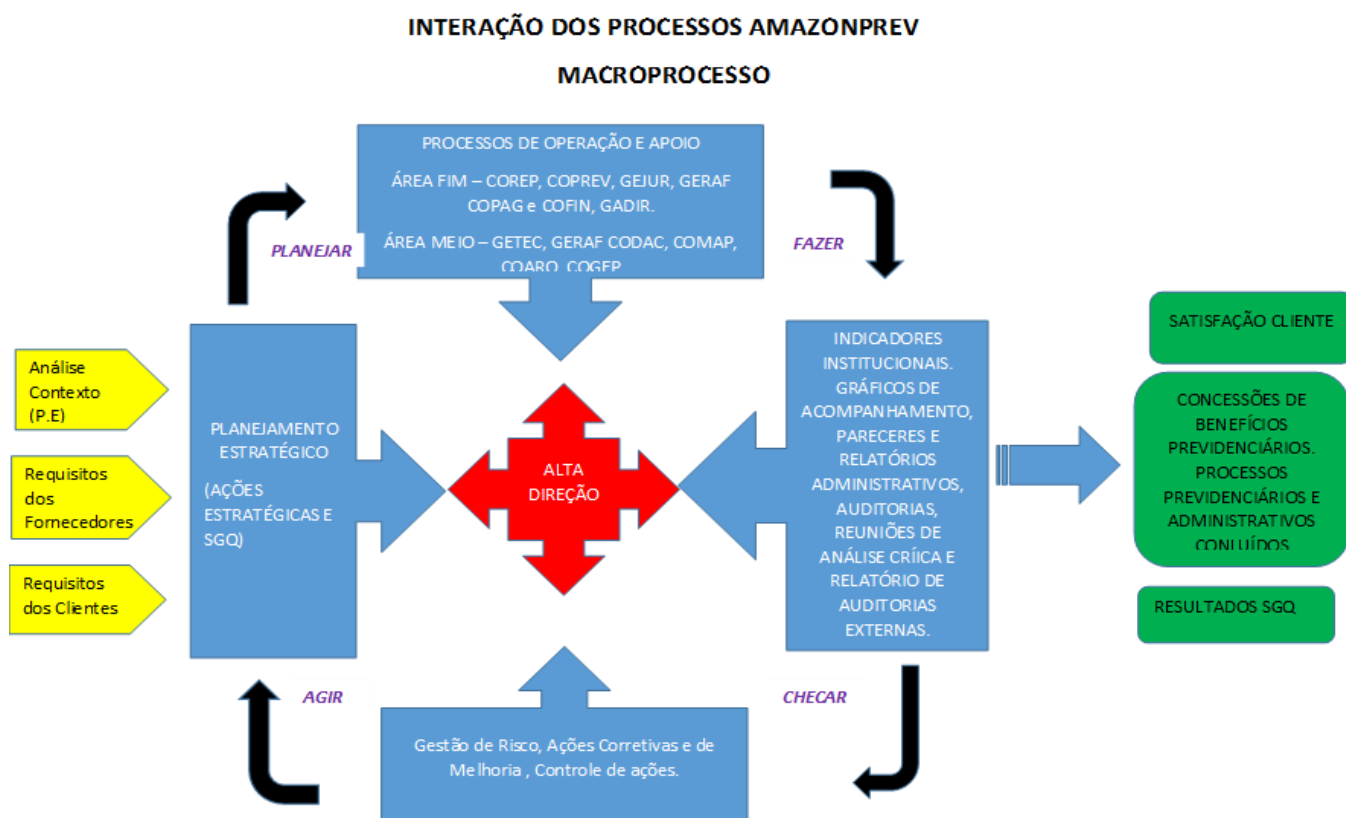 INTERAÇÃO DOS PROCESSOS AMAZONPREV
MACROPROCESSO
PROCESSOS DE OPERAÇÃO E APOIO
ÁREA FIM – COREP, COPREV, GEJUR, GERAF
COPAG e COFIN, GADIR.
ÁREA MEIO – GETEC, GERAF CODAC, COMAP,
COARO, COGEP
PLANEJAR
FAZER
Análise
Contexto
(P.E)
Requisitos
dos
Fornecedores
Requisitos
dos Clientes
PLANEJAMENTO
ESTRATÉGICO
(AÇÕES
ESTRATÉGICAS E
SGQ)
ALTA
DIREÇÃO
INDICADORES
INSTITUCIONAIS.
GRÁFICOS DE
ACOMPANHAMENTO,
PARECERES E
RELATÓRIOS
ADMINISTRATIVOS,
AUDITORIAS,
REUNIÕES DE
ANÁLISE CRÍICA E
RELATÓRIO DE
AUDITORIAS
EXTERNAS.
SATISFAÇÃO CLIENTE
CONCESSÕES DE
BENEFÍCIOS
PREVIDENCIÁRIOS.
PROCESSOS
PREVIDENCIÁRIOS E
ADMINISTRATIVOS
CONLUÍDOS
RESULTADOS SGQ
AGIR
CHECAR
Gestão de Risco, Ações Corretivas e de
Melhoria , Controle de ações.